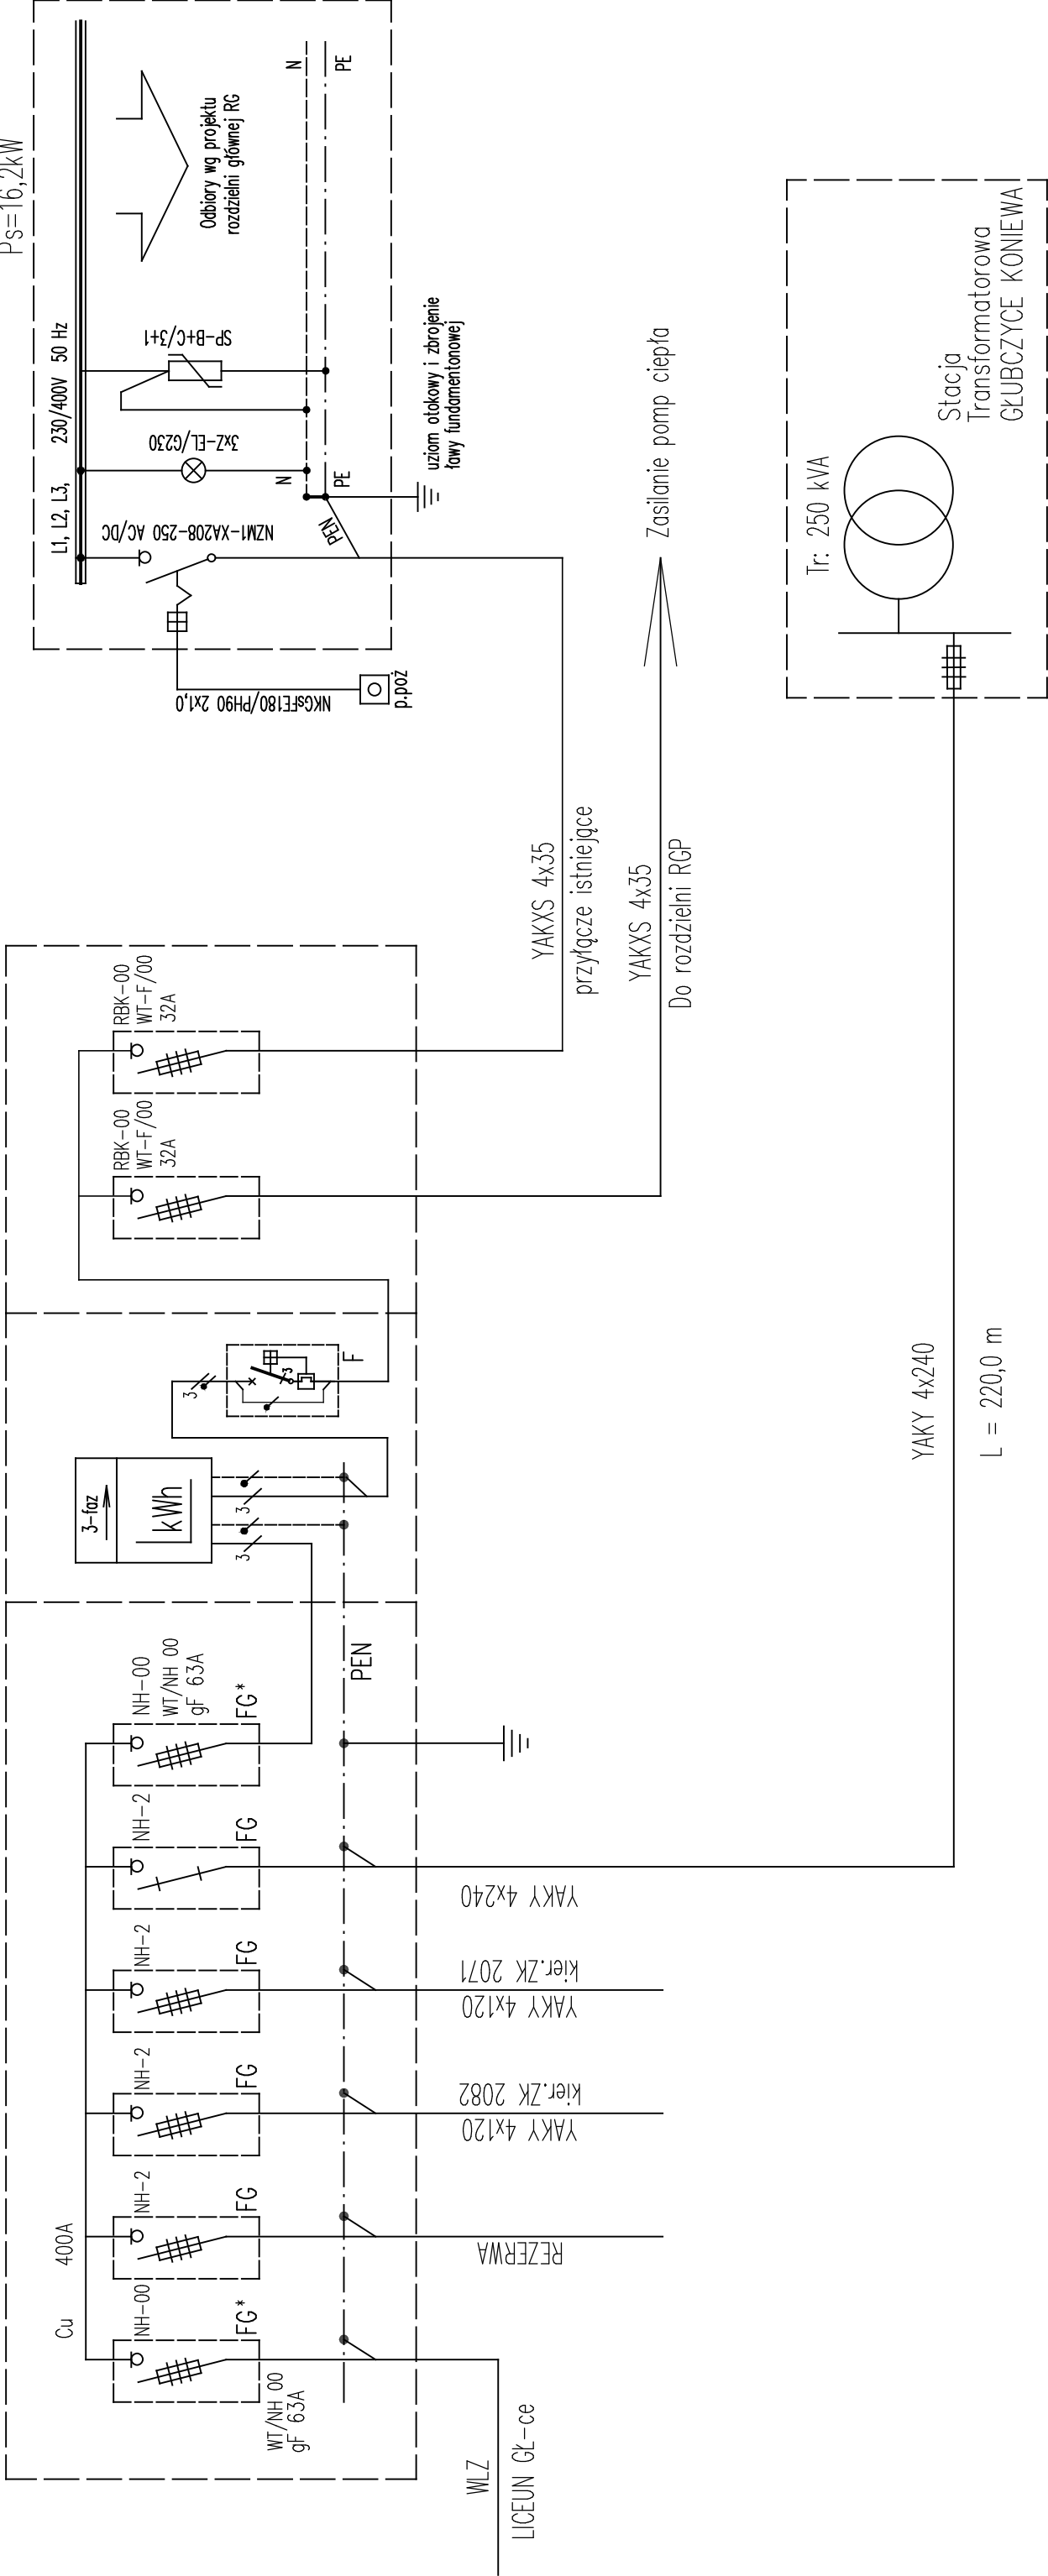 Ps=16,2kW
L1, L2, L3, 230/400V 50 Hz
N
PE
Odbiory wg projektu
rozdzielni głównej RG
SP-B+C/3+1
3xZ-EL/G230
NZM1-XA208-250 AC/DC
N
PE
PEN
uziom otokowy i zbrojenie
ławy fundamentonowej
NKGsFE180/PH90 2x1,0
p.poż
Stacja
Transformatorowa
GŁUBCZYCE KONIEWA
Tr: 250 kVA
Zasilanie pomp ciepła
YAKXS 4x35
przyłącze istniejące
YAKXS 4x35
Do rozdzielni RGP
RBK-00
WT-F/00
32A
RBK-00
WT-F/00
32A
F
3
3
3-faz
kWh
3
3
YAKY 4x240
L = 220,0 m
PEN
NH-00
WT/NH 00
gF 63A
FG*
NH-2
FG
YAKY 4x240
NH-2
FG
kier.ZK 2071
YAKY 4x120
NH-2
FG
kier.ZK 2082
YAKY 4x120
NH-2
FG
REZERWA
Cu 400A
NH-00
FG*
WT/NH 00
gF 63A
WLZ
LICEUN GŁ-ce